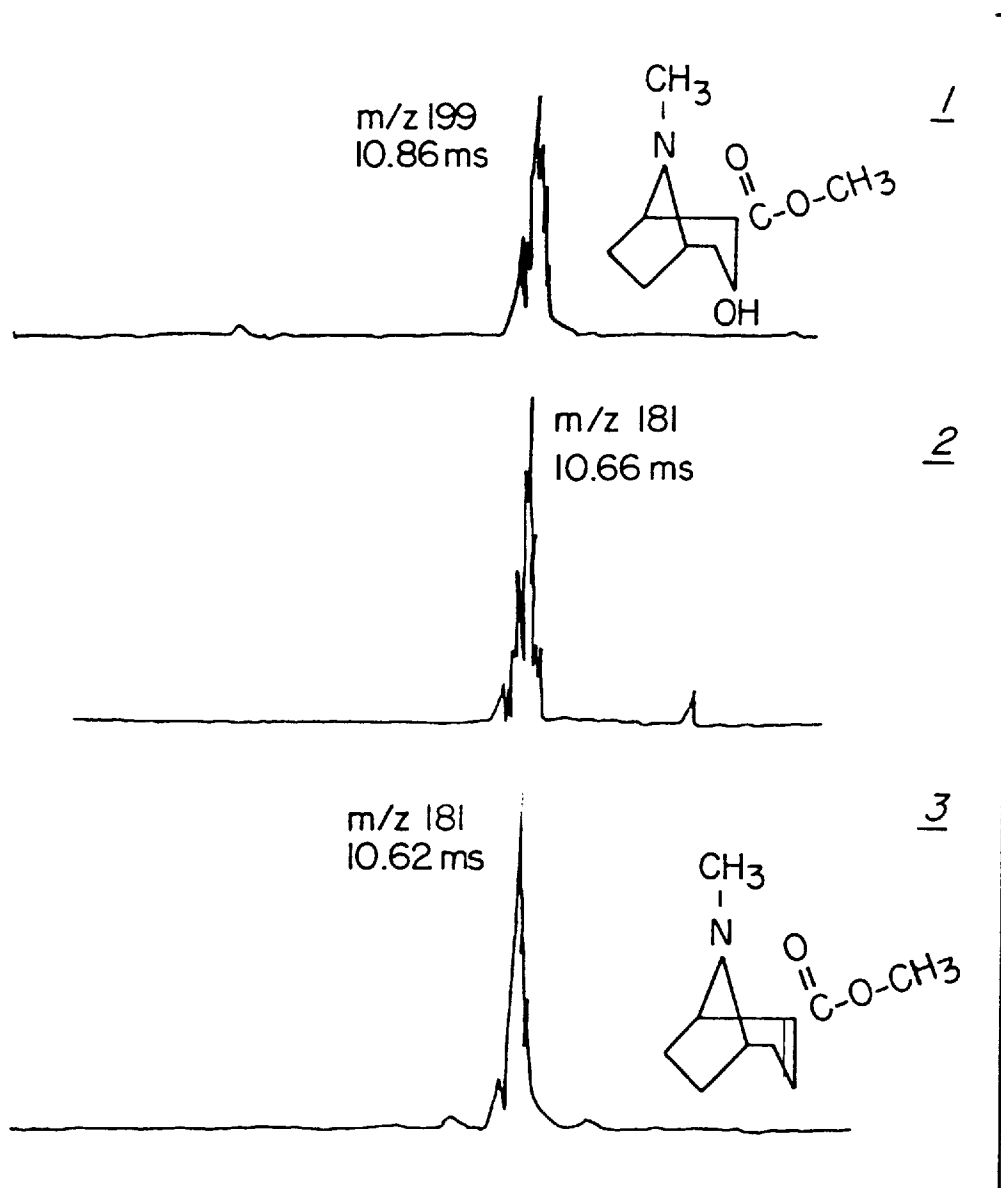 CH3
N
O
C-O-CH3
OH
m/z 199
10.86 ms
1
m/z 181
10.66 ms
2
m/z 181
10.62 ms
3
CH3
N
O
C-O-CH3